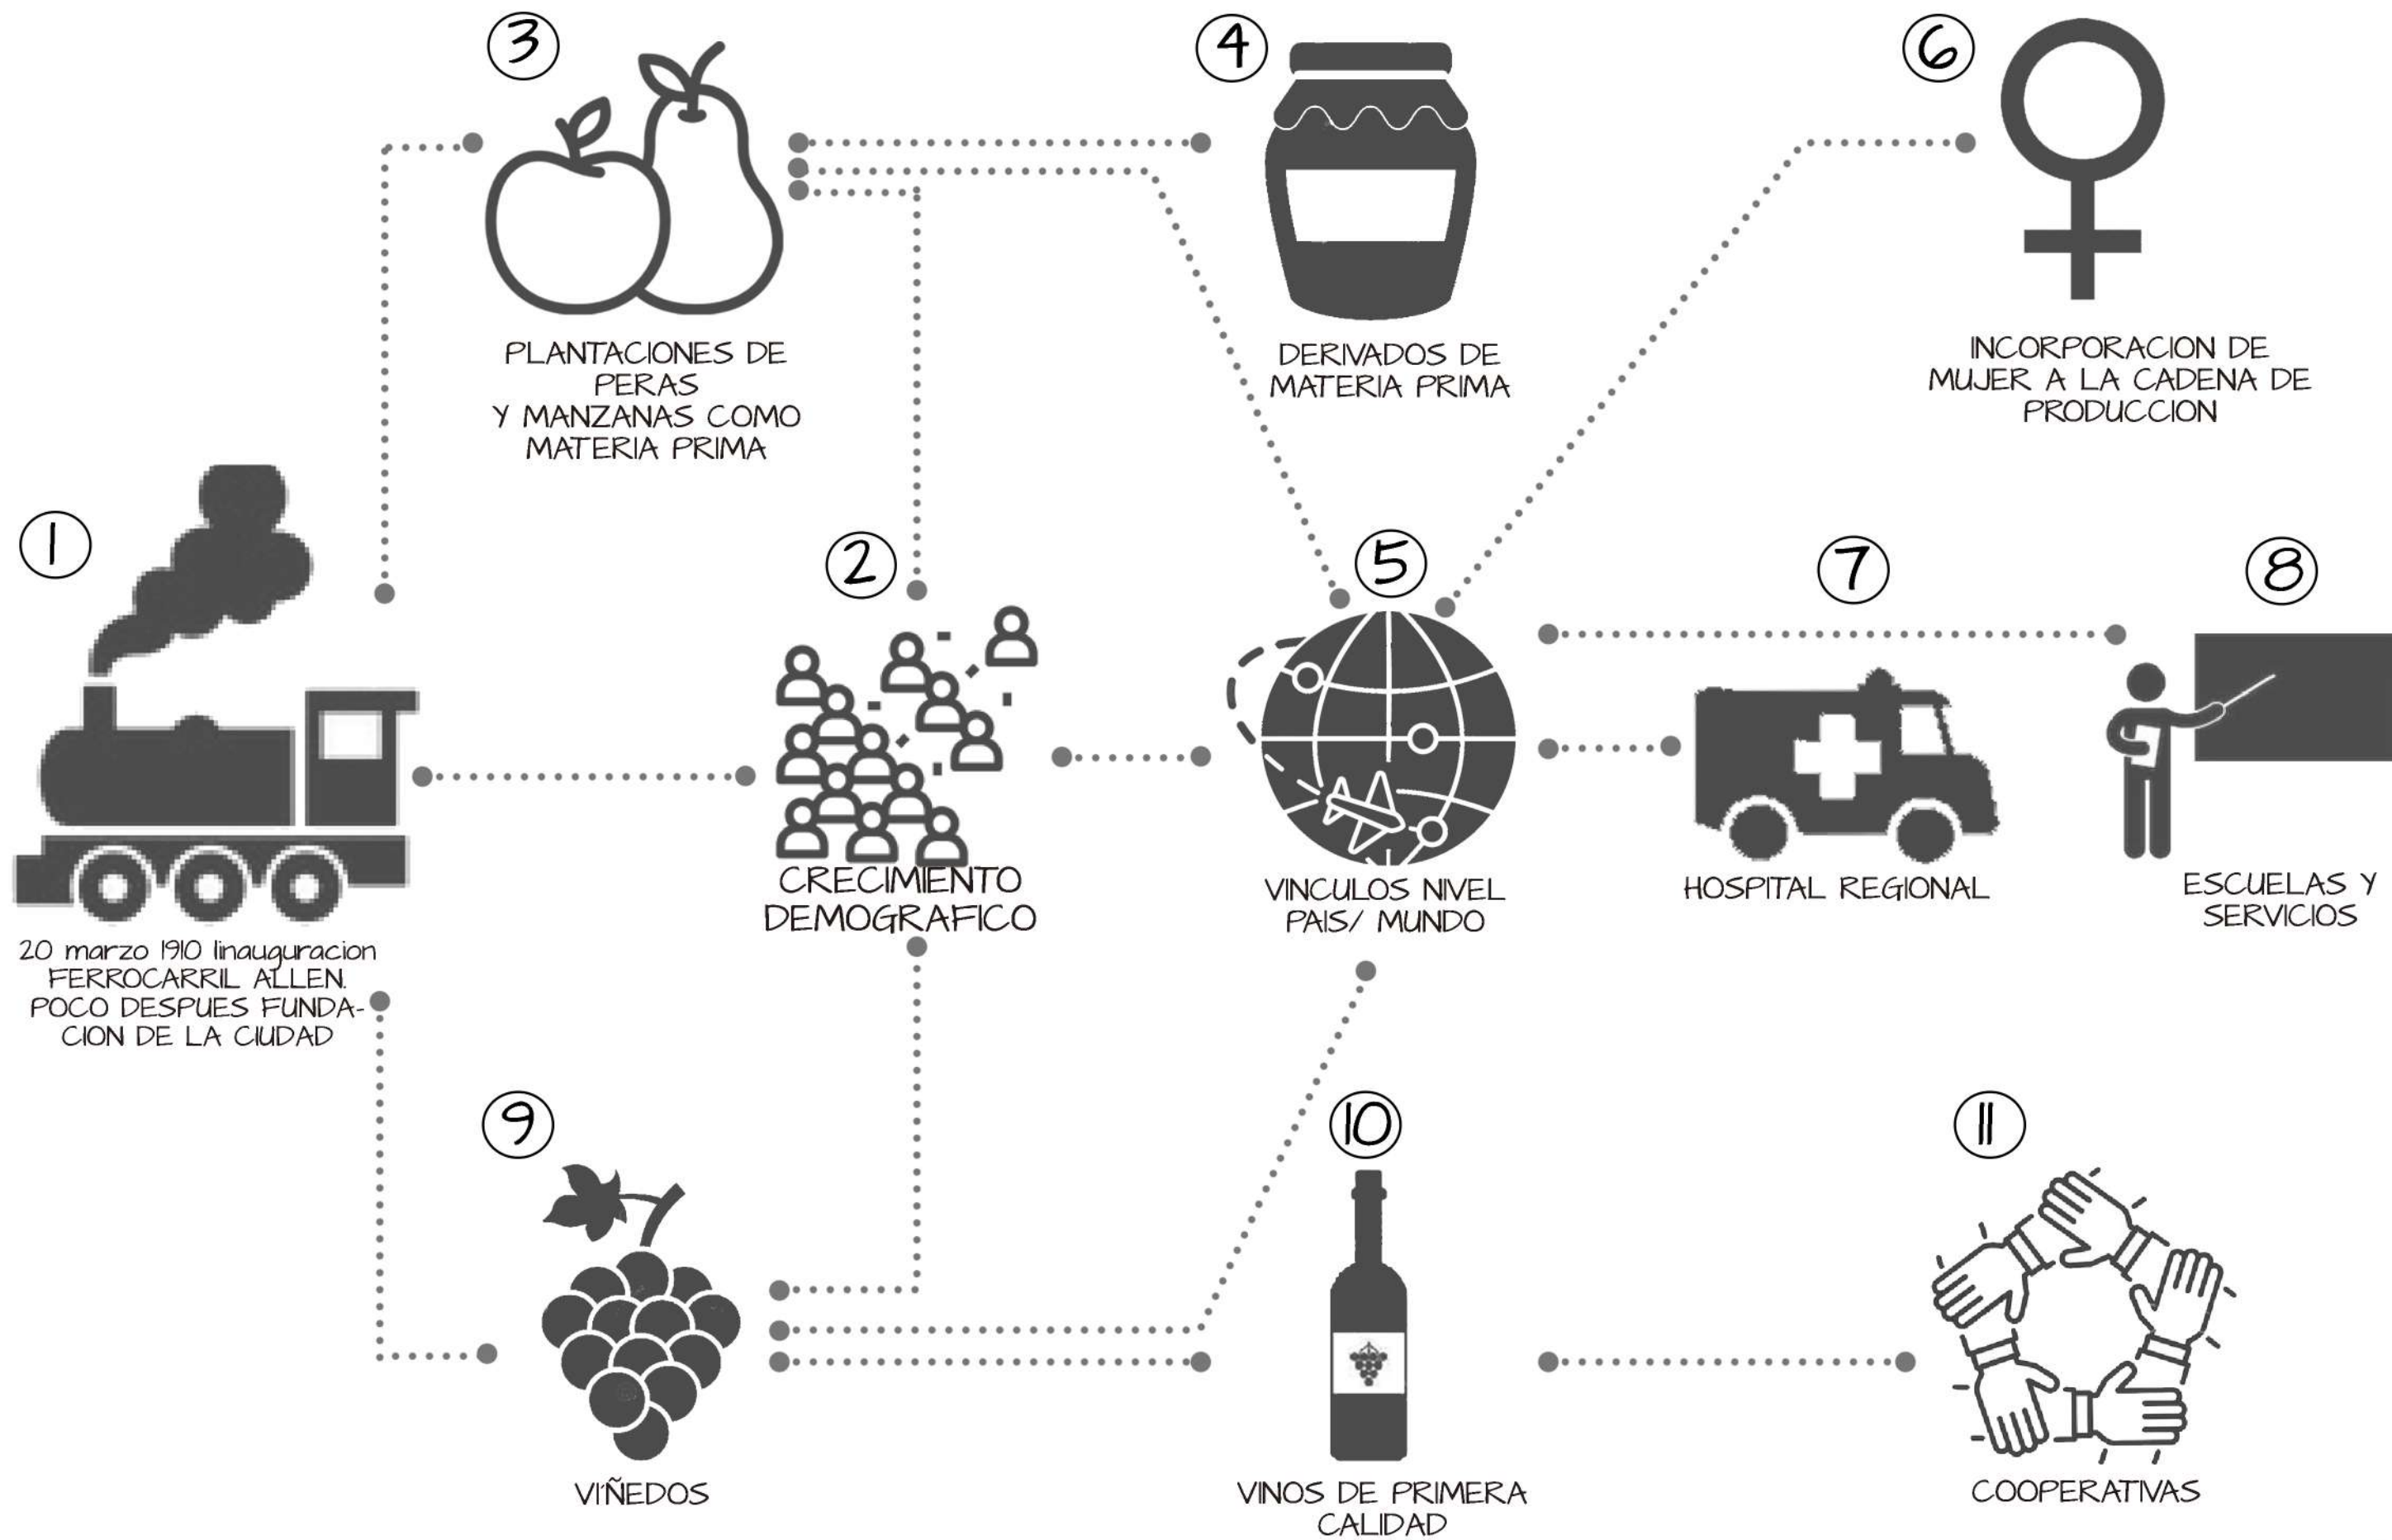 3
PLANTACIONES DE
PERAS
Y MANZANAS COMO
MATERIA PRIMA
4
DERIVADOS DE
MATERIA PRIMA
6
INCORPORACION DE
MUJER A LA CADENA DE
PRODUCCION
1
20 marzo 1910 Iinauguracion
FERROCARRIL ALLEN.
POCO DESPUES FUNDA-
CION DE LA CIUDAD
2
CRECIMIENTO
DEMOGRAFICO
5
VINCULOS NIVEL
PAIS/ MUNDO
7
HOSPITAL REGIONAL
8
ESCUELAS Y
SERVICIOS
9
VIÑEDOS
10
VINOS DE PRIMERA
CALIDAD
11
COOPERATIVAS